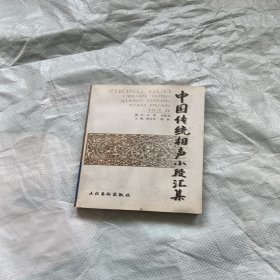 ZHONG GUO
CHUAN TONG
XIANG SHENG
XIAO DUAN
HUI JI
中国传统相声小段汇集
文化艺术出版社